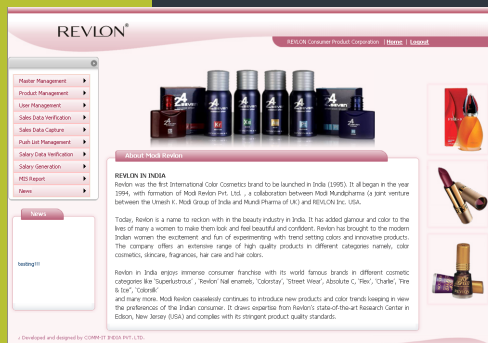 REVLON®
REVLON Consumer Product Corporation | Home | Logout
Master Management
Product Management
User Management
Sales Data Verification
Sales Data Capture
Push List Management
Salary Data Verification
Salary Generation
MIS Report
News
News
testing!!!
24 REVLON
About Modi Revlon
REVLON IN INDIA
Revlon was the first International Color Cosmetics brand to be launched in India (1995). It all began in the year
1994, with formation of Modi Revlon Pvt. Ltd. , a collaboration between Modi Mundipharma (a joint venture
between the Umesh K. Modi Group of India and Mundi Pharma of UK) and REVLON Inc. USA.
Today, Revlon is a name to reckon with in the beauty industry in India. It has added glamour and color to the
lives of many a women to make them look and feel beautiful and confident. Revlon has brought to the modern
Indian women the excitement and fun of experimenting with trend setting colors and innovative products.
The company offers an extensive range of high quality products in different categories namely, color
cosmetics, skincare, fragrances, hair care and hair colors.
Revlon in India enjoys immense consumer franchise with its world famous brands in different cosmetic
categories like 'Superlustrous' , 'Revlon' Nail enamels, 'Colorstay', 'Street Wear', Absolute C, 'Flex', 'Charlie', 'Fire
& Ice", 'Colorsilk'
and many more. Modi Revlon ceaselessly continues to introduce new products and color trends keeping in view
the preferences of the Indian consumer. It draws expertise from Revlon's state-of-the-art Research Center in
Edison, New Jersey (USA) and complies with its stringent product quality standards.
Developed and designed by COMM-IT INDIA PVT. LTD.